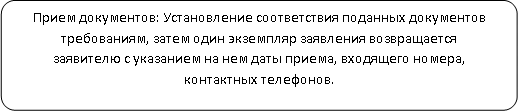 Прием документов: Установление соответствия поданных документов
требованиям, затем один экземпляр заявления возвращается
заявителю с указанием на нем даты приема, входящего номера,
контактных телефонов.